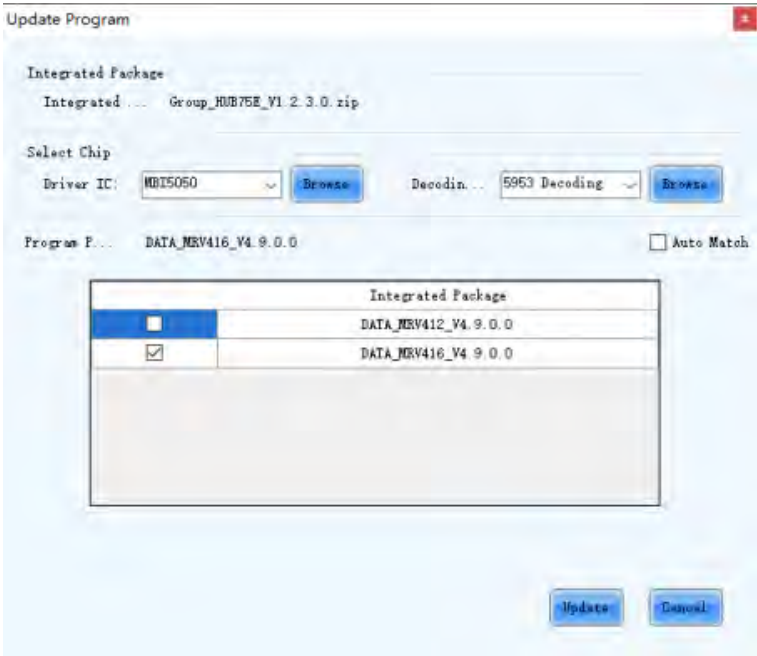 Update Program
Integrated Package
Integrated ... Group_HUB75E_V1.2.3.0.zip
Select Chip
Driver IC: MBI5050 Browse Decodin... 5953 Decoding Browse
Program P... DATA_MRV416_V4.9.0.0 Auto Match
Integrated Package
DATA_MRV412_V4.9.0.0
DATA_MRV416_V4.9.0.0
Update Cancel